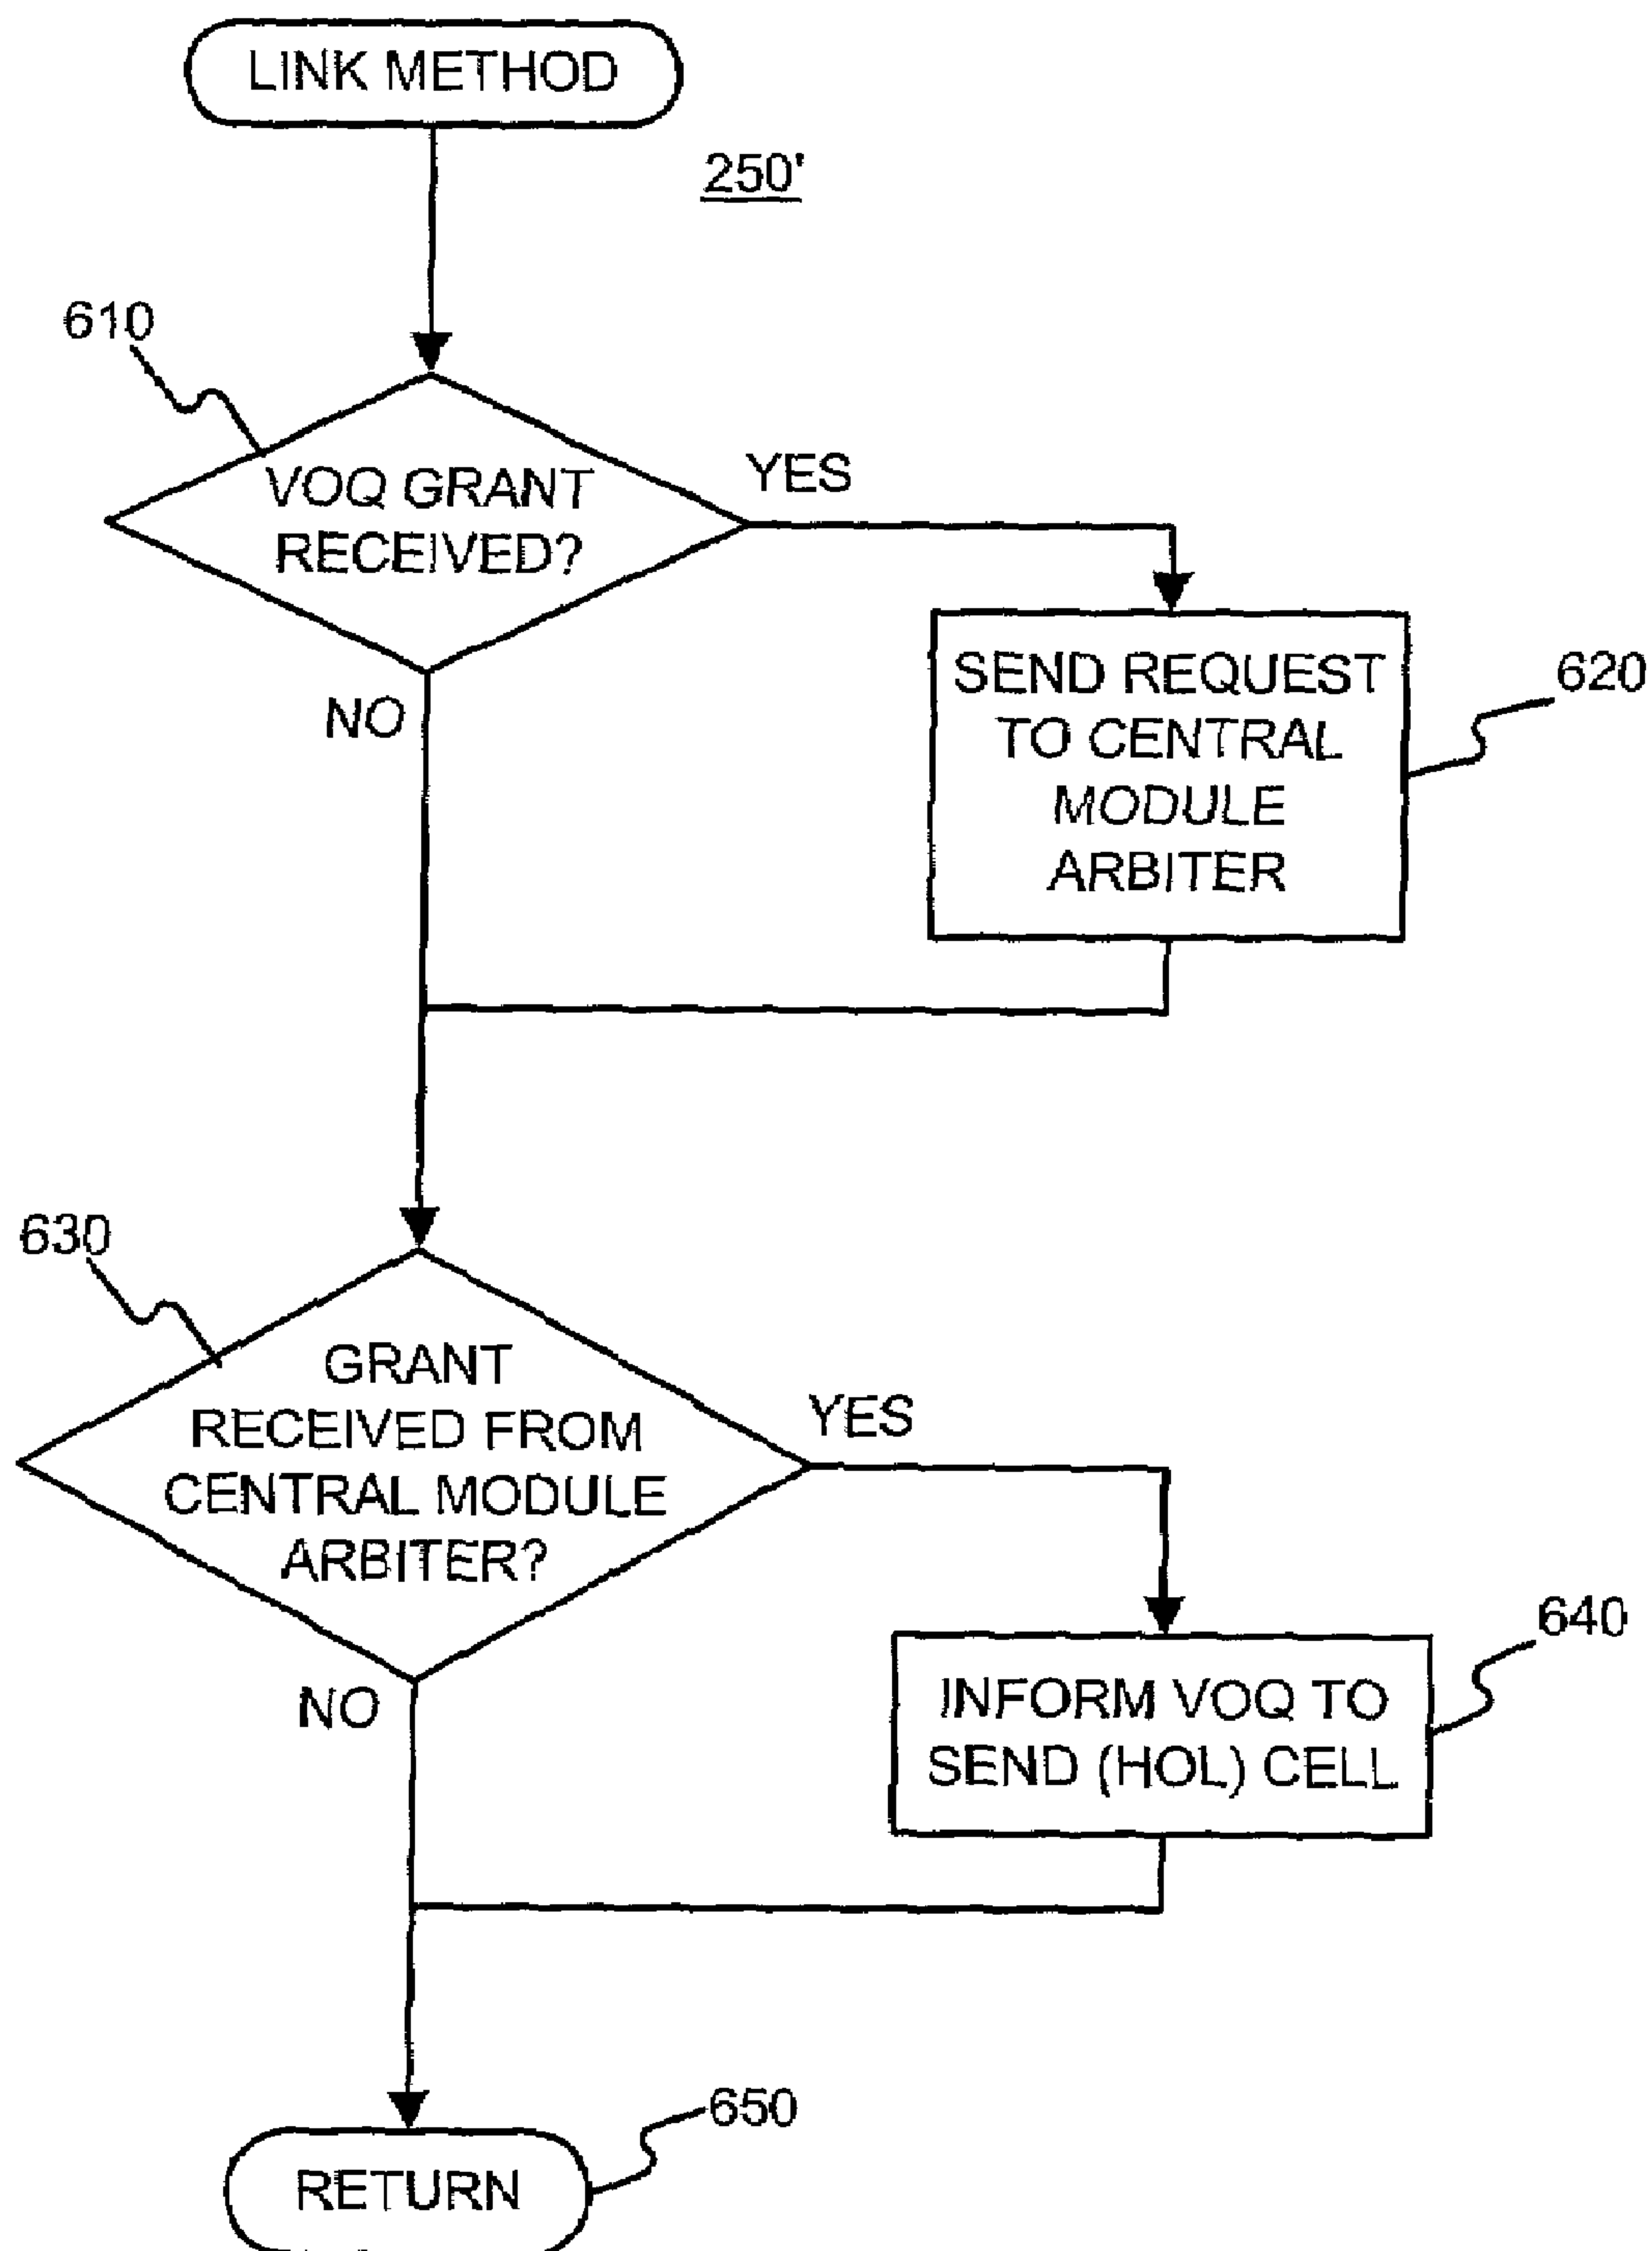 LINK METHOD
250'
610
VOQ GRANT
RECEIVED?
YES
NO
SEND REQUEST
TO CENTRAL
MODULE
ARBITER
620
630
GRANT
RECEIVED FROM
CENTRAL MODULE
ARBITER?
YES
NO
INFORM VOQ TO
SEND (HOL) CELL
640
650
RETURN